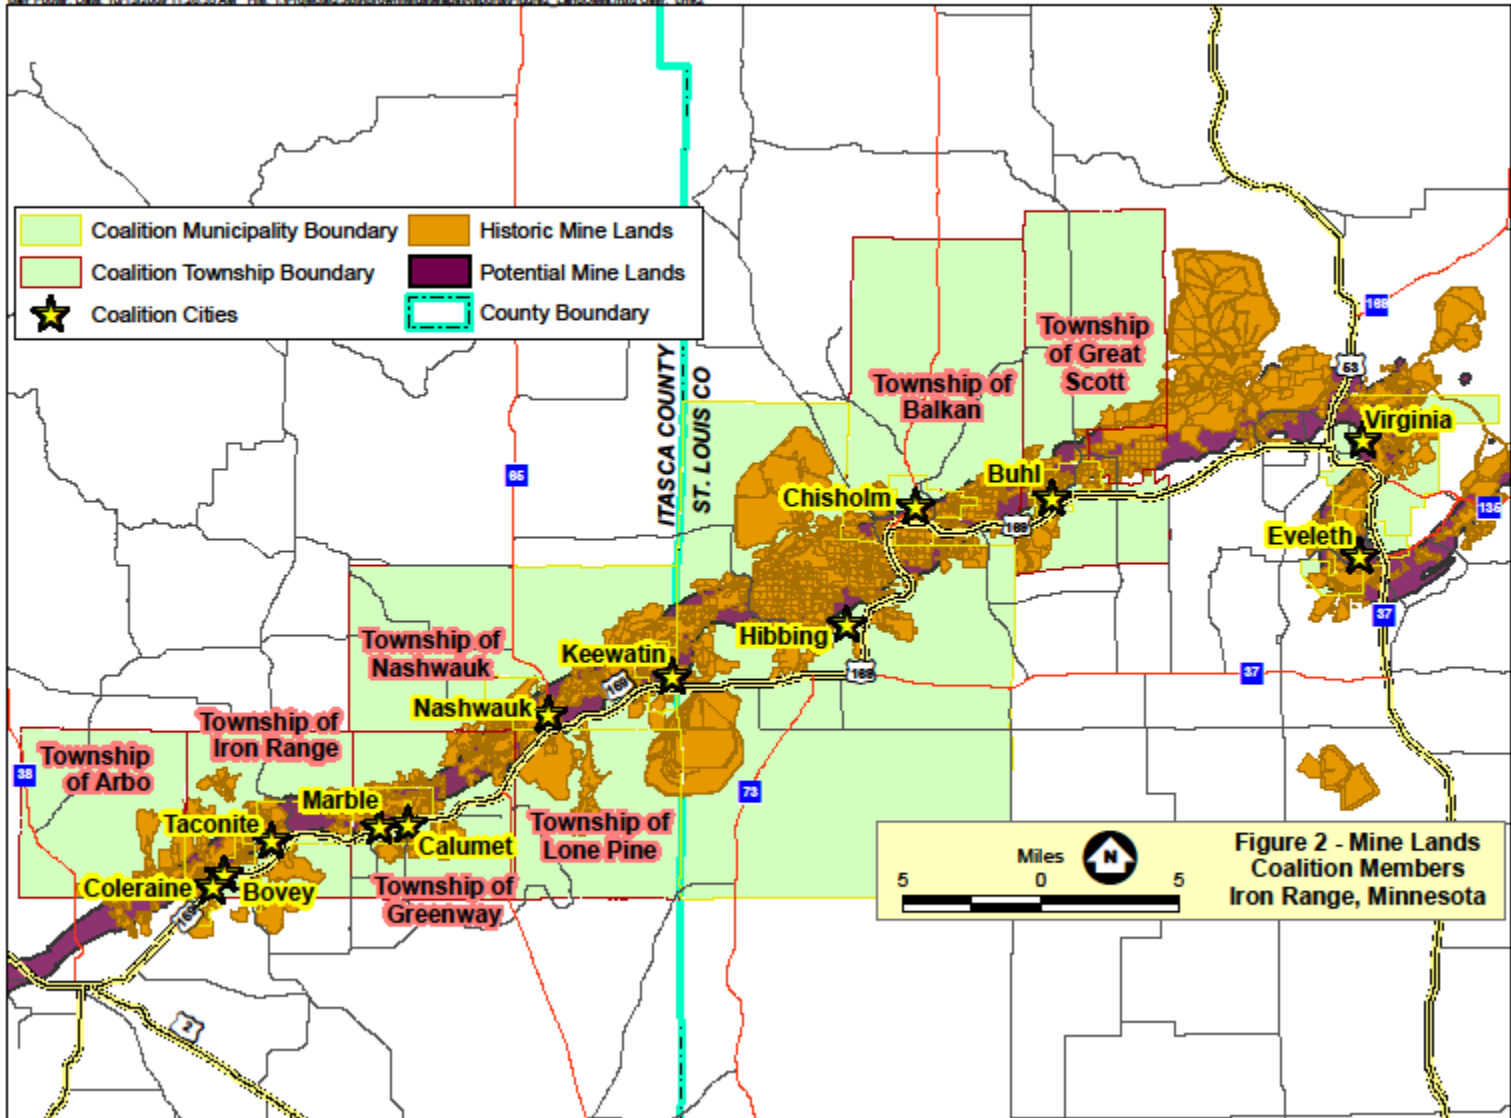 Coalition Municipality Boundary
Historic Mine Lands
Coalition Township Boundary
Potential Mine Lands
Coalition Cities
County Boundary
ITASCA COUNTY
ST. LOUIS CO
Township
of Great
Scott
Township of
Balkan
169
53
Virginia
65
Buhl
Chisholm
169
135
Eveleth
37
Township of
Nashwauk
Keewatin
Hibbing
169
169
37
Nashwauk
Township of
Iron Range
Township
of Arbo
38
73
Marble
Taconite
Calumet
Township of
Lone Pine
Coleraine
Bovey
Township of
Greenway
169
2
Miles
N
5 0 5
Figure 2 - Mine Lands
Coalition Members
Iron Range, Minnesota